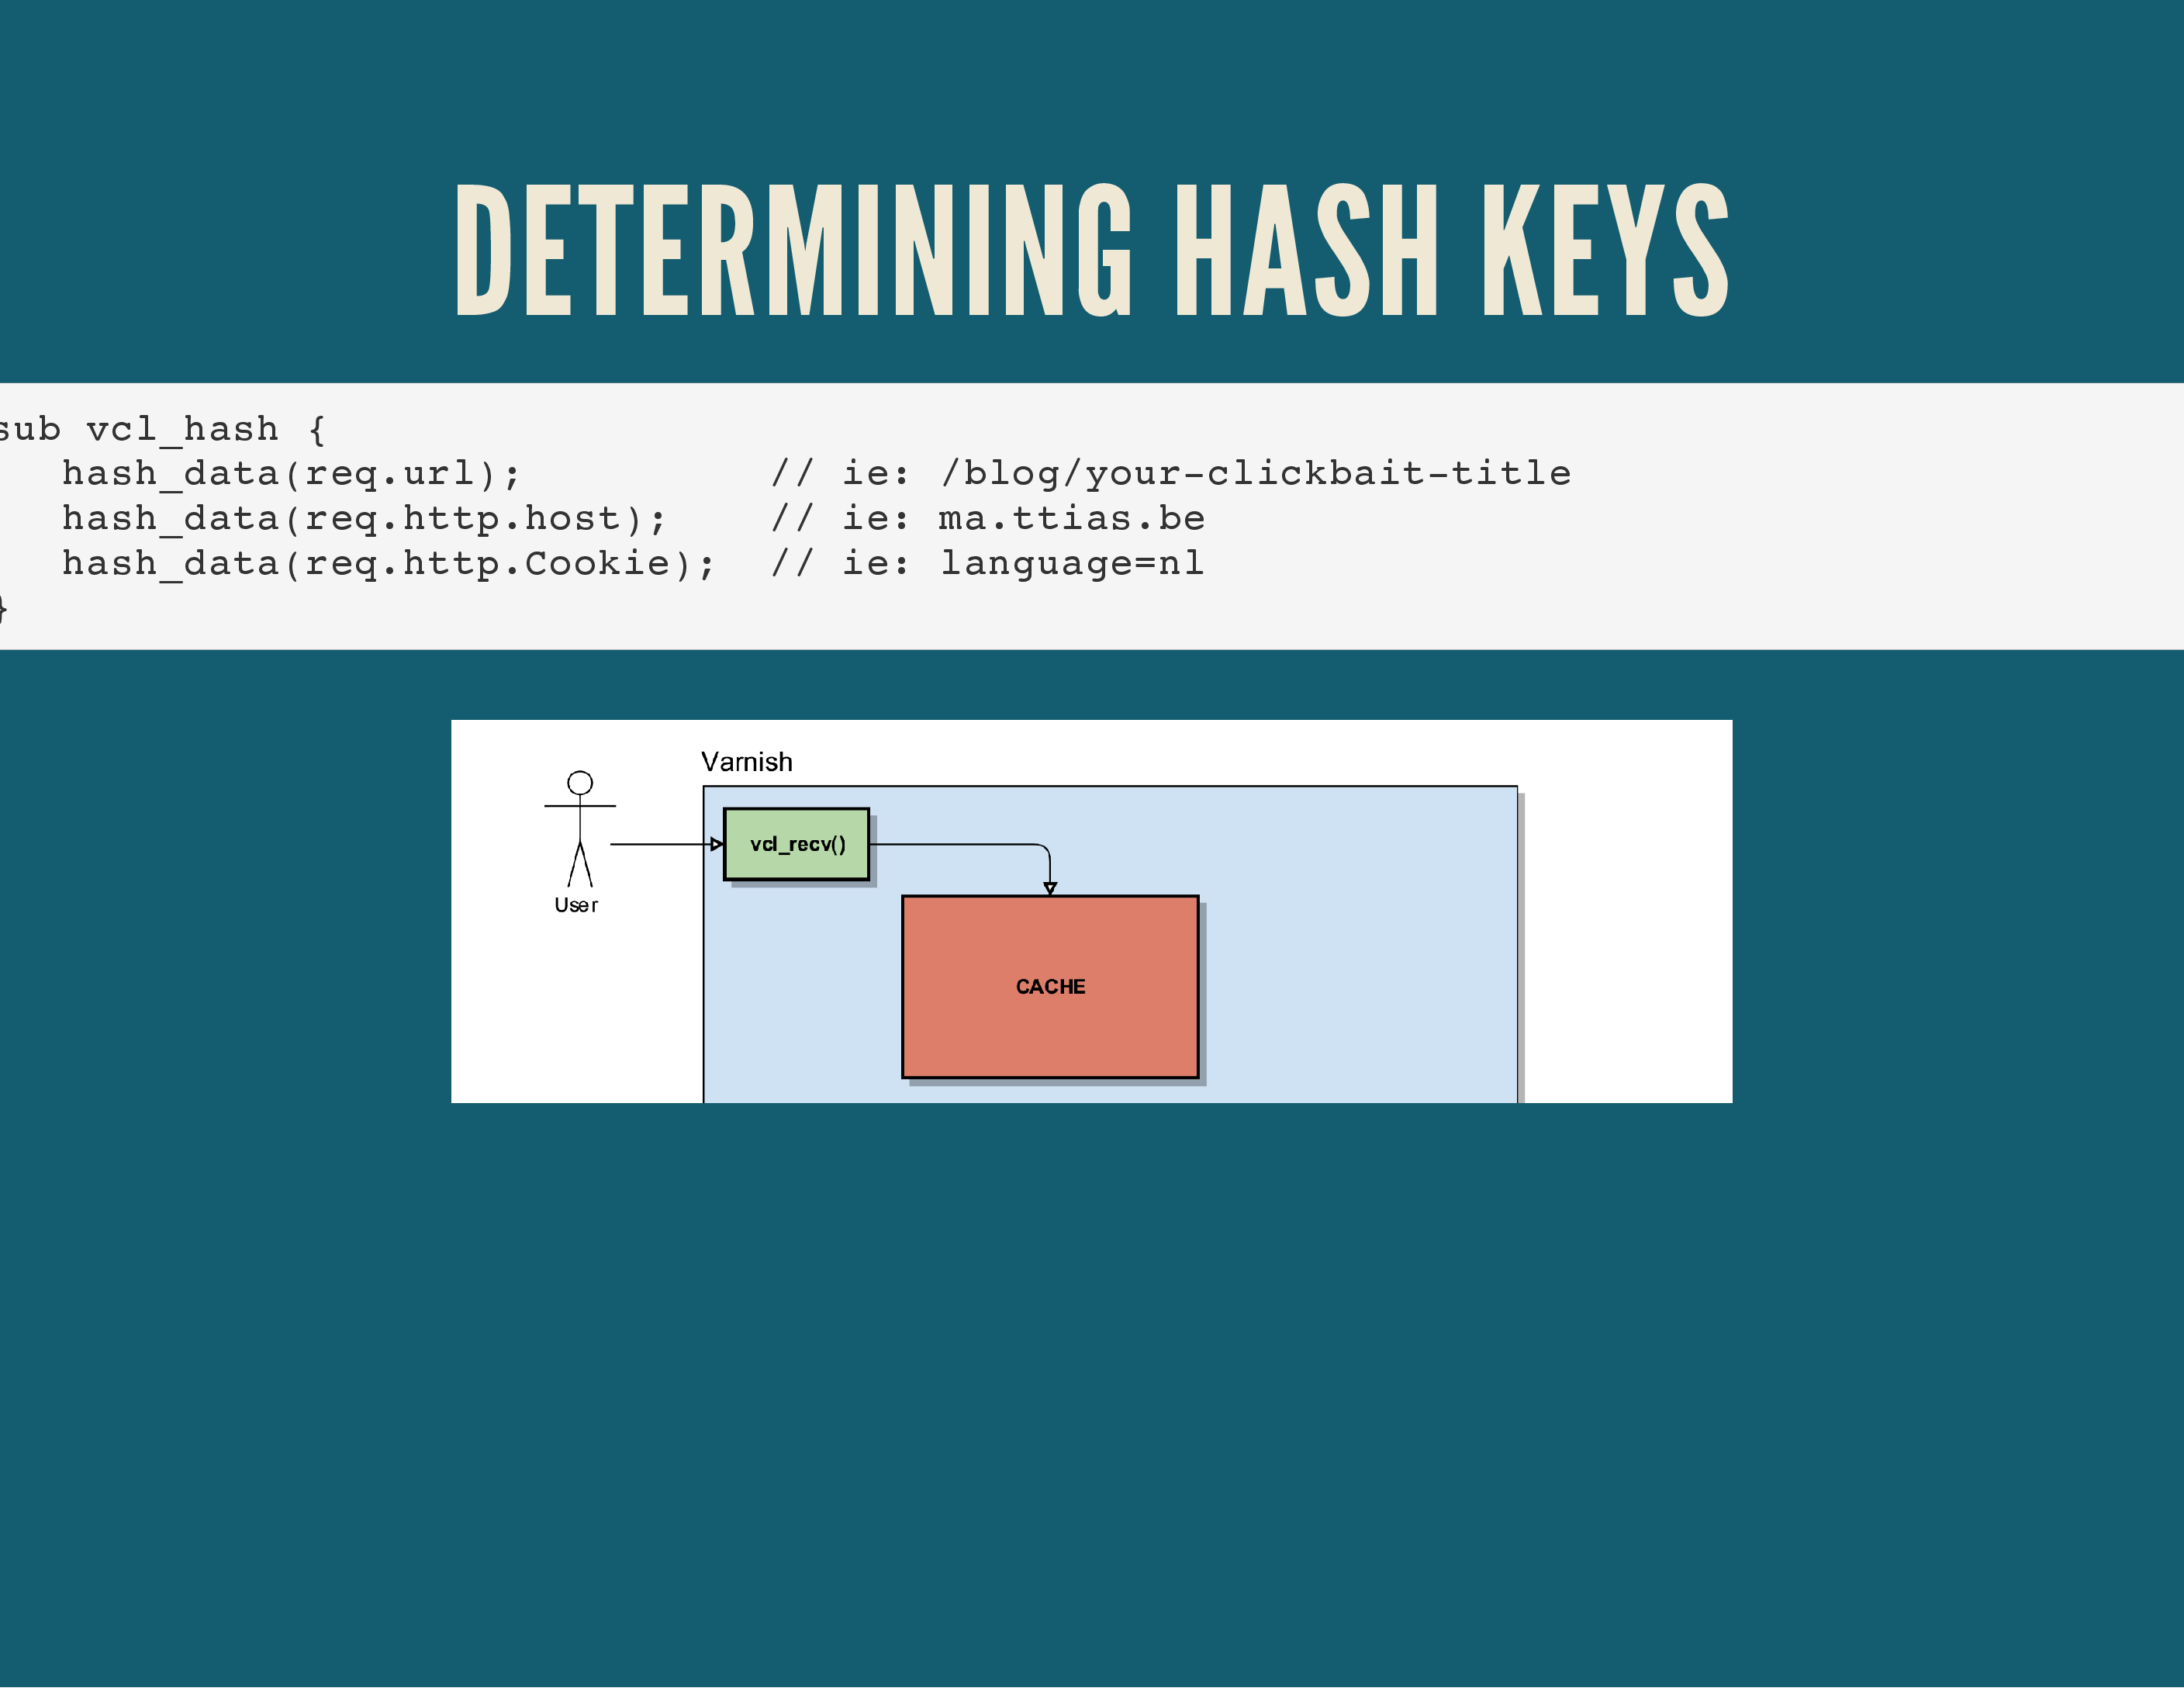 DETERMINING HASH KEYS
sub vcl_hash {
   hash_data(req.url);          // ie: /blog/your-clickbait-title
   hash_data(req.http.host);    // ie: ma.ttias.be
   hash_data(req.http.Cookie);  // ie: language=nl
}
Varnish
vcl_recv()
User
CACHE